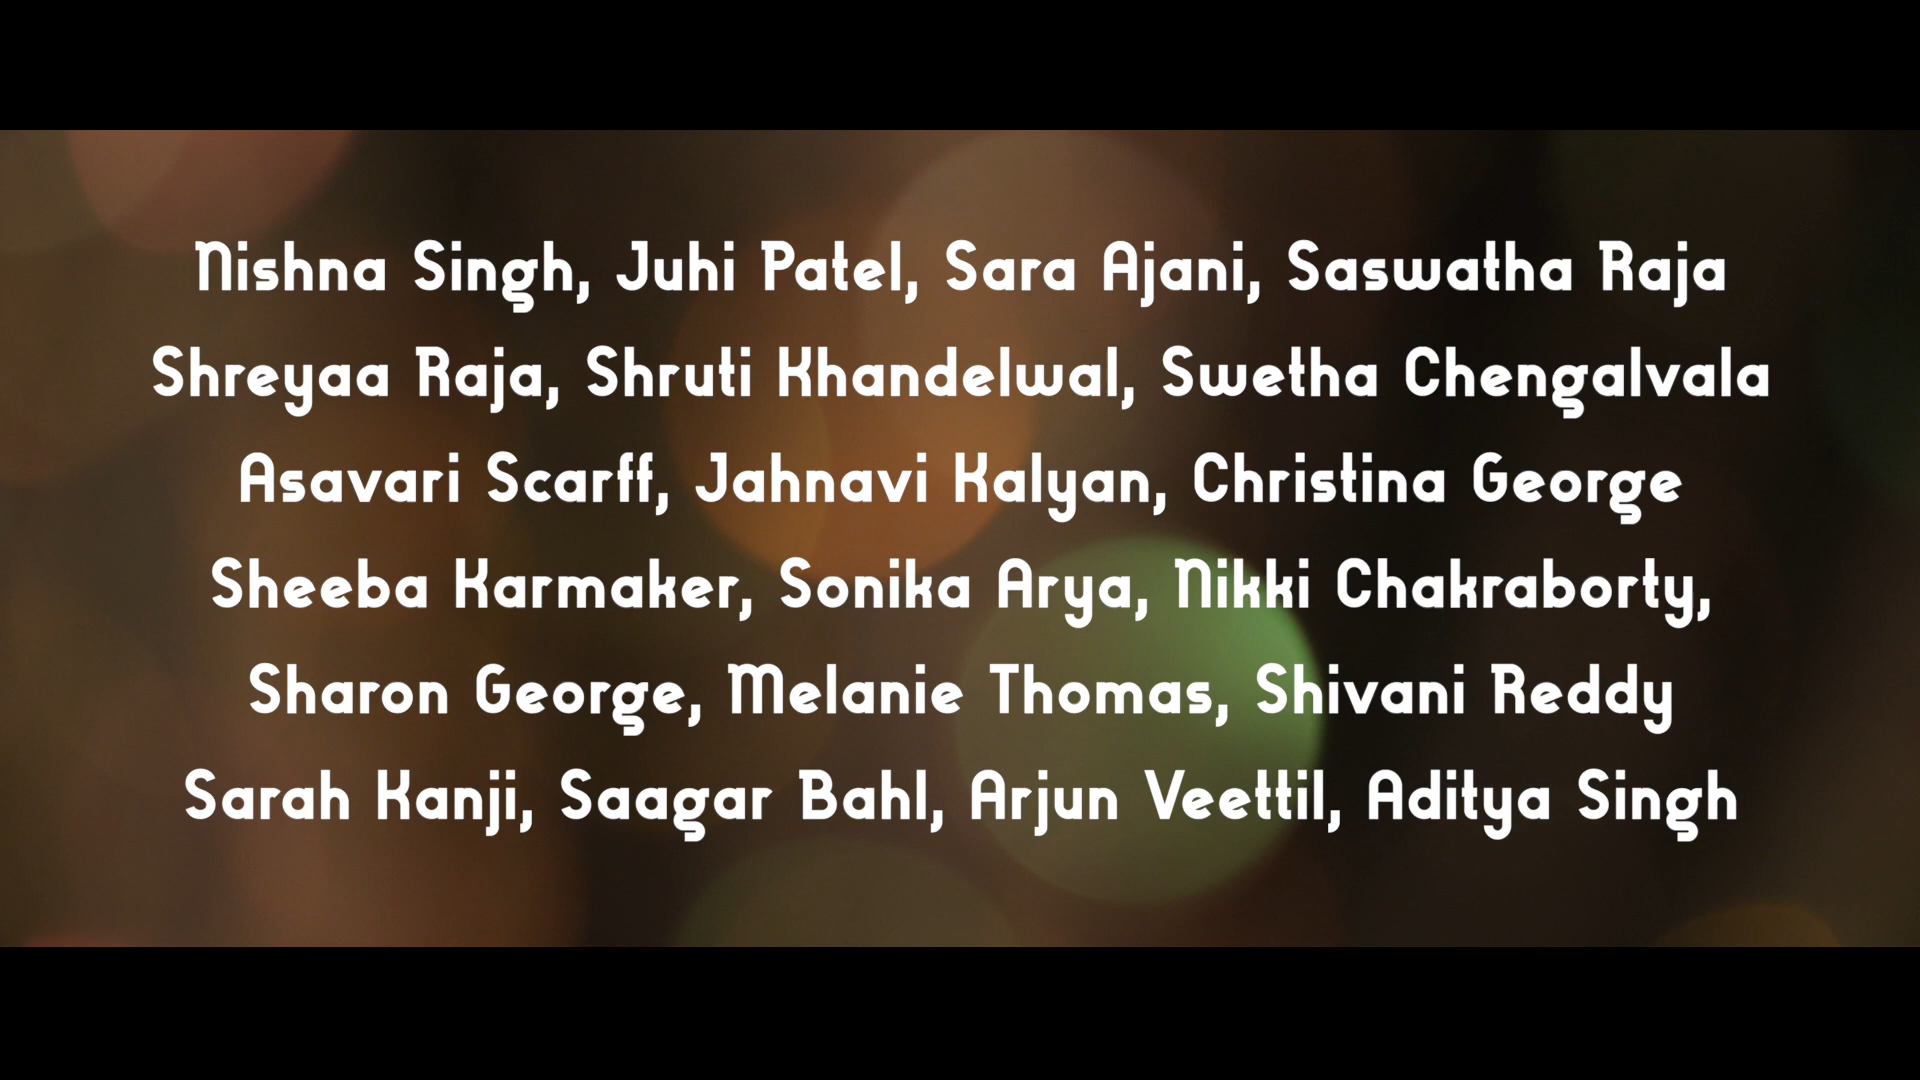 Nishna Singh, Juhi Patel, Sara Ajani, Saswatha Raja
Shreyaa Raja, Shruti Khandelwal, Swetha Chengalvala
Asavari Scarff, Jahnavi Kalyan, Christina George
Sheeba Karmaker, Sonika Arya, Nikki Chakraborty,
Sharon George, Melanie Thomas, Shivani Reddy
Sarah Kanji, Saagar Bahl, Arjun Veettil, Aditya Singh